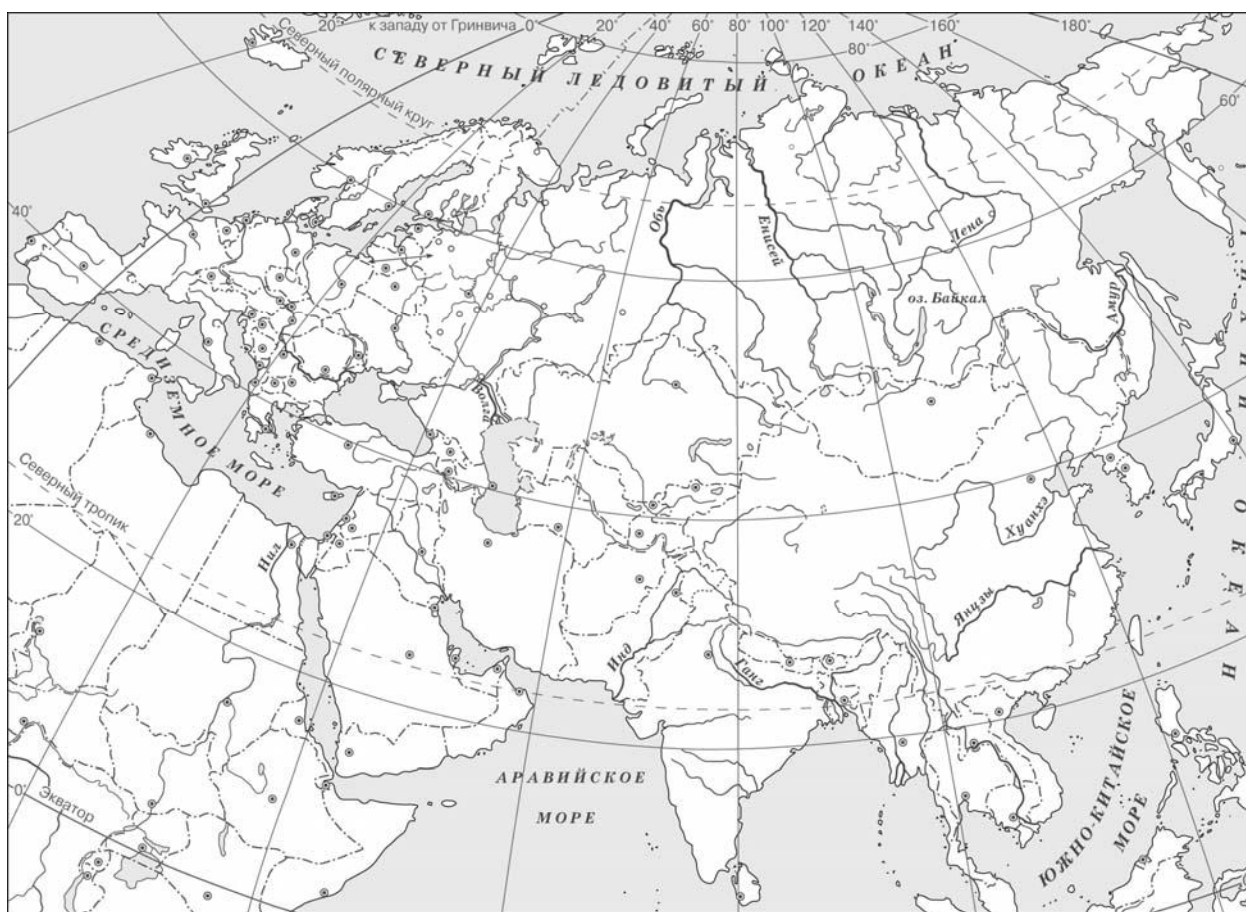 к западу от Гринвича
20°
0°
20°
40°
60
80
100
120
140
160°
180°
80°
60°
Северный полярный круг
СЕВЕРНЫЙ ЛЕДОВИТЫЙ ОКЕАН
40°
Обь
Енисей
Лена
оз. Байкал
Амур
СРЕДИЗЕМНОЕ МОРЕ
Волга
Северный тропик
20°
Нил
Хуанхэ
Янцзы
Инд
Ганг
ОКЕАН
АРАВИЙСКОЕ
МОРЕ
ЮЖНО-КИТАЙСКОЕ
МОРЕ
Экватор
0°